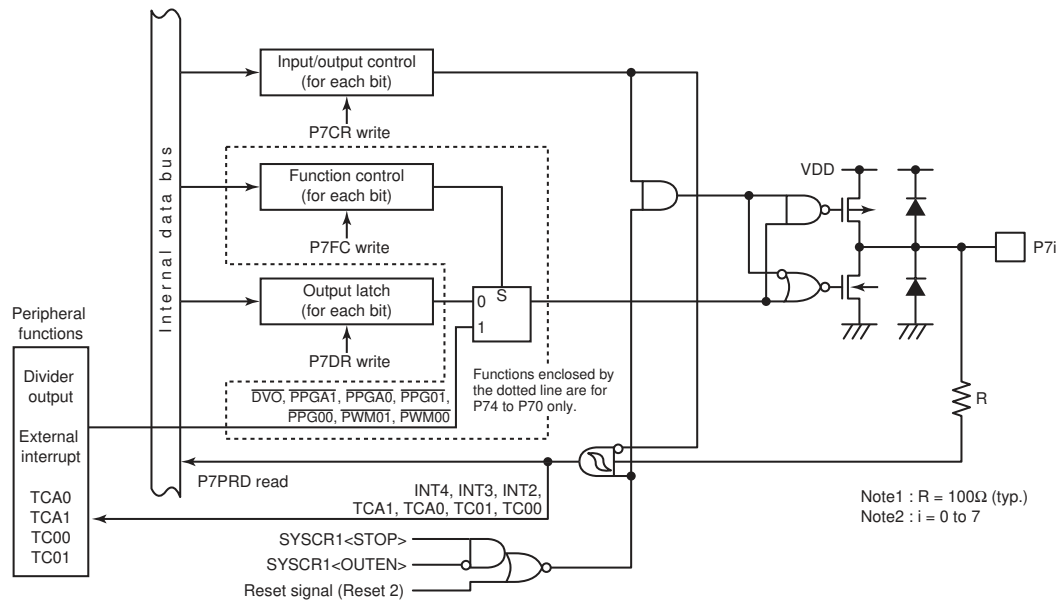 Internal data bus
Input/output control
(for each bit)
P7CR write
Function control
(for each bit)
P7FC write
Output latch
(for each bit)
P7DR write
S
0
1
VDD
P7i
R
Peripheral
functions
Divider
output
External
interrupt
TCA0
TCA1
TC00
TC01
DVO, PPGA1, PPGA0, PPG01,
PPG00, PWM01, PWM00
Functions enclosed by
the dotted line are for
P74 to P70 only.
P7PRD read
INT4, INT3, INT2,
TCA1, TCA0, TC01, TC00
SYSCR1<STOP>
SYSCR1<OUTEN>
Reset signal (Reset 2)
Note1 : R = 100Ω (typ.)
Note2 : i = 0 to 7